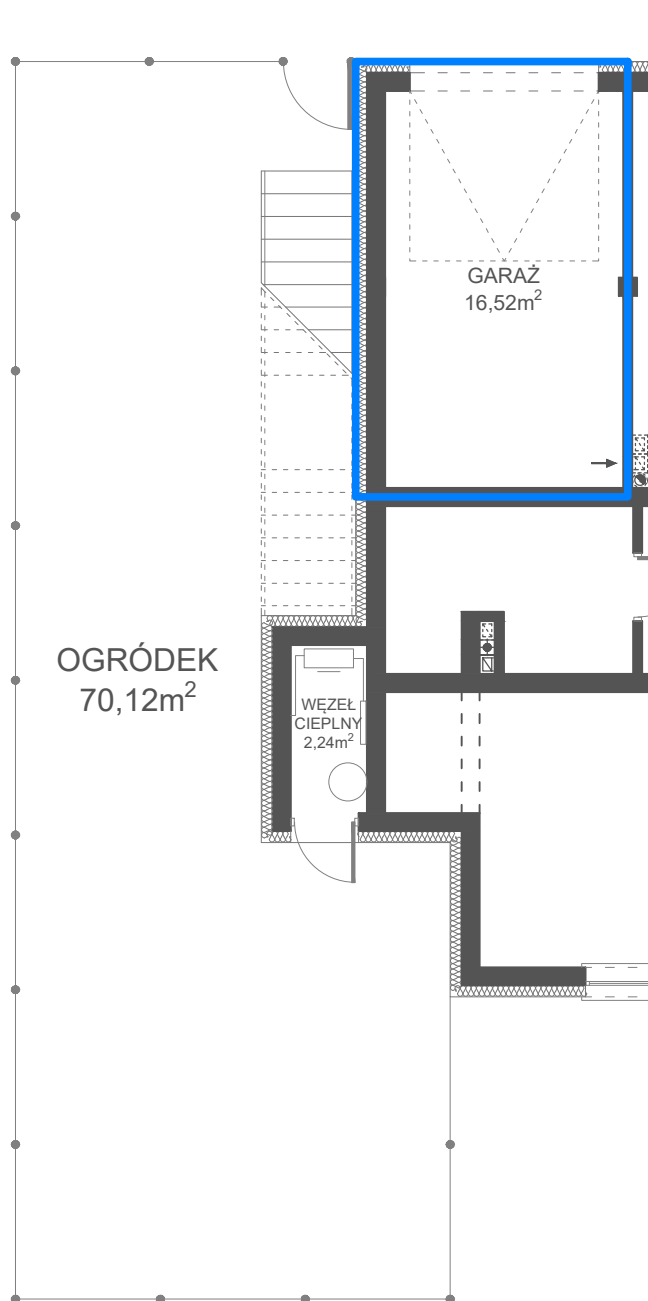 GARAŻ
16,52m²
OGRÓDEK
70,12m²
WĘZEŁ
CIEPLNY
2,24m²